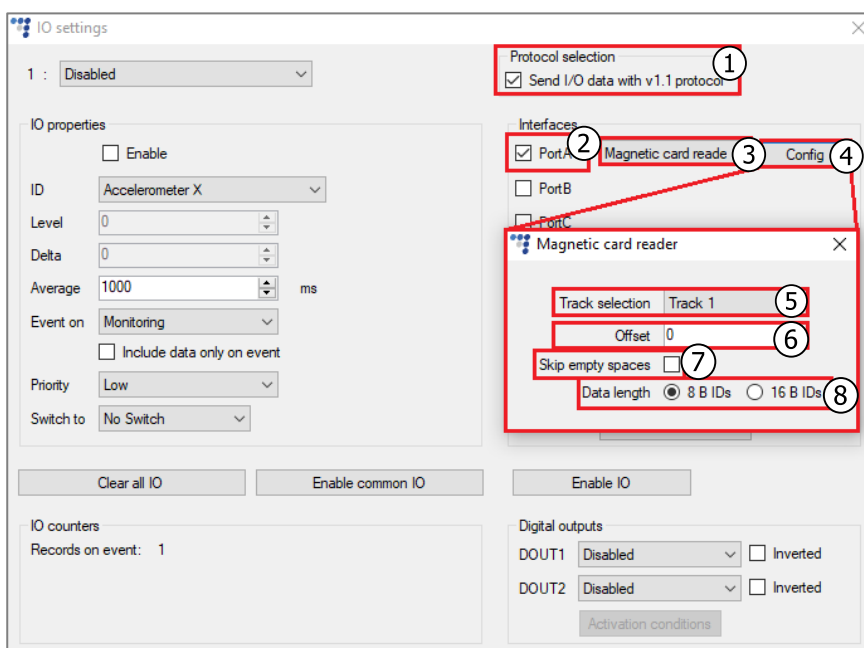 IO settings
1 : Disabled
Protocol selection
1
Send I/O data with v1.1 protocol
IO properties
Enable
ID Accelerometer X
Level 0
Delta 0
Average 1000 ms
Event on Monitoring
Include data only on event
Priority Low
Switch to No Switch
Interfaces
PortA 2 Magnetic card reade 3 Config 4
PortB
PortC
Magnetic card reader
Track selection Track 1 5
Offset 0 6
Skip empty spaces 7
Data length 8 B IDs 16 B IDs 8
Clear all IO Enable common IO Enable IO
IO counters
Records on event: 1
Digital outputs
DOUT1 Disabled Inverted
DOUT2 Disabled Inverted
Activation conditions